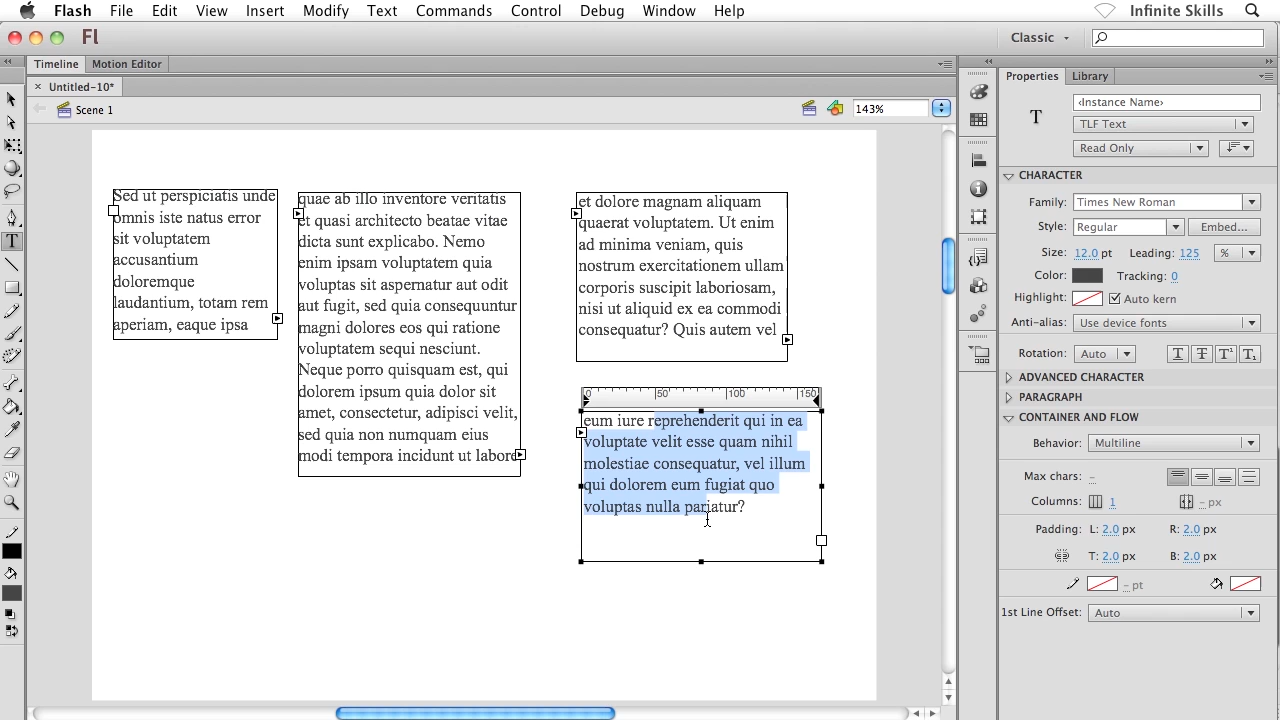 Flash File Edit View Insert Modify Text Commands Control Debug Window Help Infinite Skills
Fl Classic
Timeline Motion Editor
Untitled-10*
Scene 1 143%
Sed ut perspiciatis unde
omnis iste natus error
sit voluptatem
accusantium
doloremque
laudantium, totam rem
aperiam, eaque ipsa
quae ab illo inventore veritatis
et quasi architecto beatae vitae
dicta sunt explicabo. Nemo
enim ipsam voluptatem quia
voluptas sit aspernatur aut odit
aut fugit, sed quia consequuntur
magni dolores eos qui ratione
voluptatem sequi nesciunt.
Neque porro quisquam est, qui
dolorem ipsum quia dolor sit
amet, consectetur, adipisci velit,
sed quia non numquam eius
modi tempora incidunt ut labore
et dolore magnam aliquam
quaerat voluptatem. Ut enim
ad minima veniam, quis
nostrum exercitationem ullam
corporis suscipit laboriosam,
nisi ut aliquid ex ea commodi
consequatur? Quis autem vel
0 50 100 150
eum iure reprehenderit qui in ea
voluptate velit esse quam nihil
molestiae consequatur, vel illum
qui dolorem eum fugiat quo
voluptas nulla pariatur?
Properties Library
T <Instance Name>
TLF Text
Read Only
CHARACTER
Family: Times New Roman
Style: Regular Embed...
Size: 12.0 pt Leading: 125 %
Color: Tracking: 0
Highlight: Auto kern
Anti-alias: Use device fonts
Rotation: Auto T T T¹ T₁
ADVANCED CHARACTER
PARAGRAPH
CONTAINER AND FLOW
Behavior: Multiline
Max chars: –
Columns: 1 – px
Padding: L: 2.0 px R: 2.0 px
T: 2.0 px B: 2.0 px
– pt
1st Line Offset: Auto